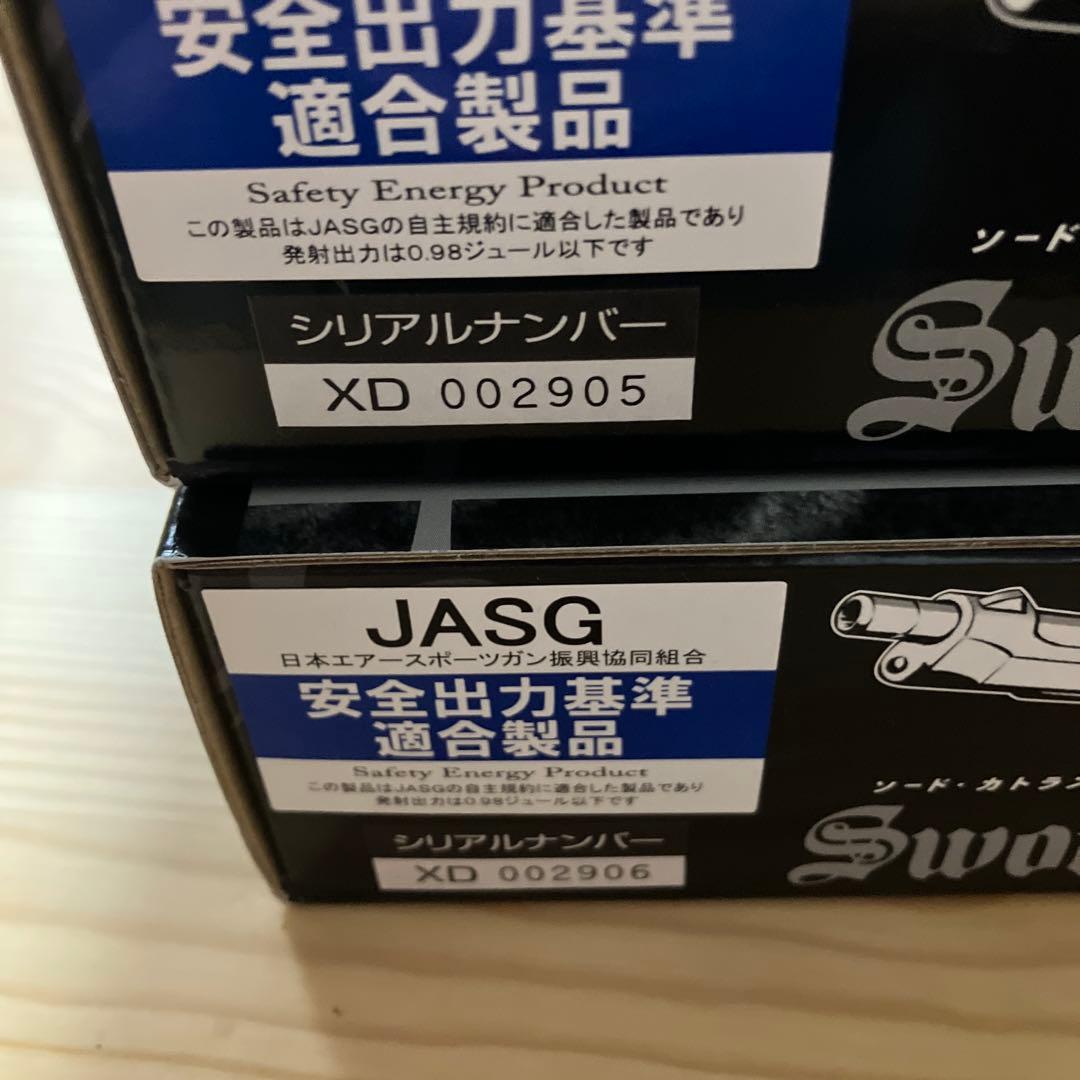 安全出力基準
適合製品
Safety Energy Product
この製品はJASGの自主規約に適合した製品であり
発射出力は0.98ジュール以下です
シリアルナンバー
XD 002905
ソード
Sw
JASG
日本エアースポーツガン振興協同組合
安全出力基準
適合製品
Safety Energy Product
この製品はJASGの自主規約に適合した製品であり
発射出力は0.98ジュール以下です
シリアルナンバー
XD 002906
ソード・カトラス
Swor